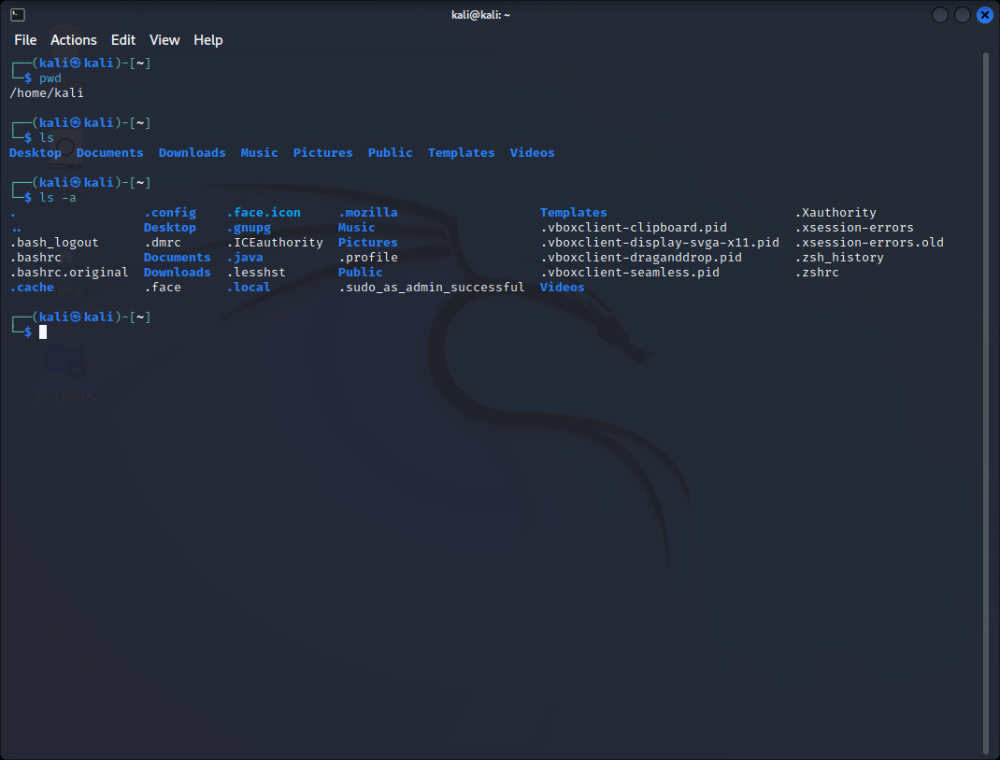 kali@kali: ~
File Actions Edit View Help
┌──(kali㉿kali)-[~]
└─$ pwd
/home/kali
┌──(kali㉿kali)-[~]
└─$ ls
Desktop Documents Downloads Music Pictures Public Templates Videos
┌──(kali㉿kali)-[~]
└─$ ls -a
. .config .face.icon .mozilla Templates .Xauthority
.. Desktop .gnupg Music .vboxclient-clipboard.pid .xsession-errors
.bash_logout .dmrc .ICEauthority Pictures .vboxclient-display-svga-x11.pid .xsession-errors.old
.bashrc Documents .java .profile .vboxclient-draganddrop.pid .zsh_history
.bashrc.original Downloads .lesshst Public .vboxclient-seamless.pid .zshrc
.cache .face .local .sudo_as_admin_successful Videos
┌──(kali㉿kali)-[~]
└─$
sf_LINUX